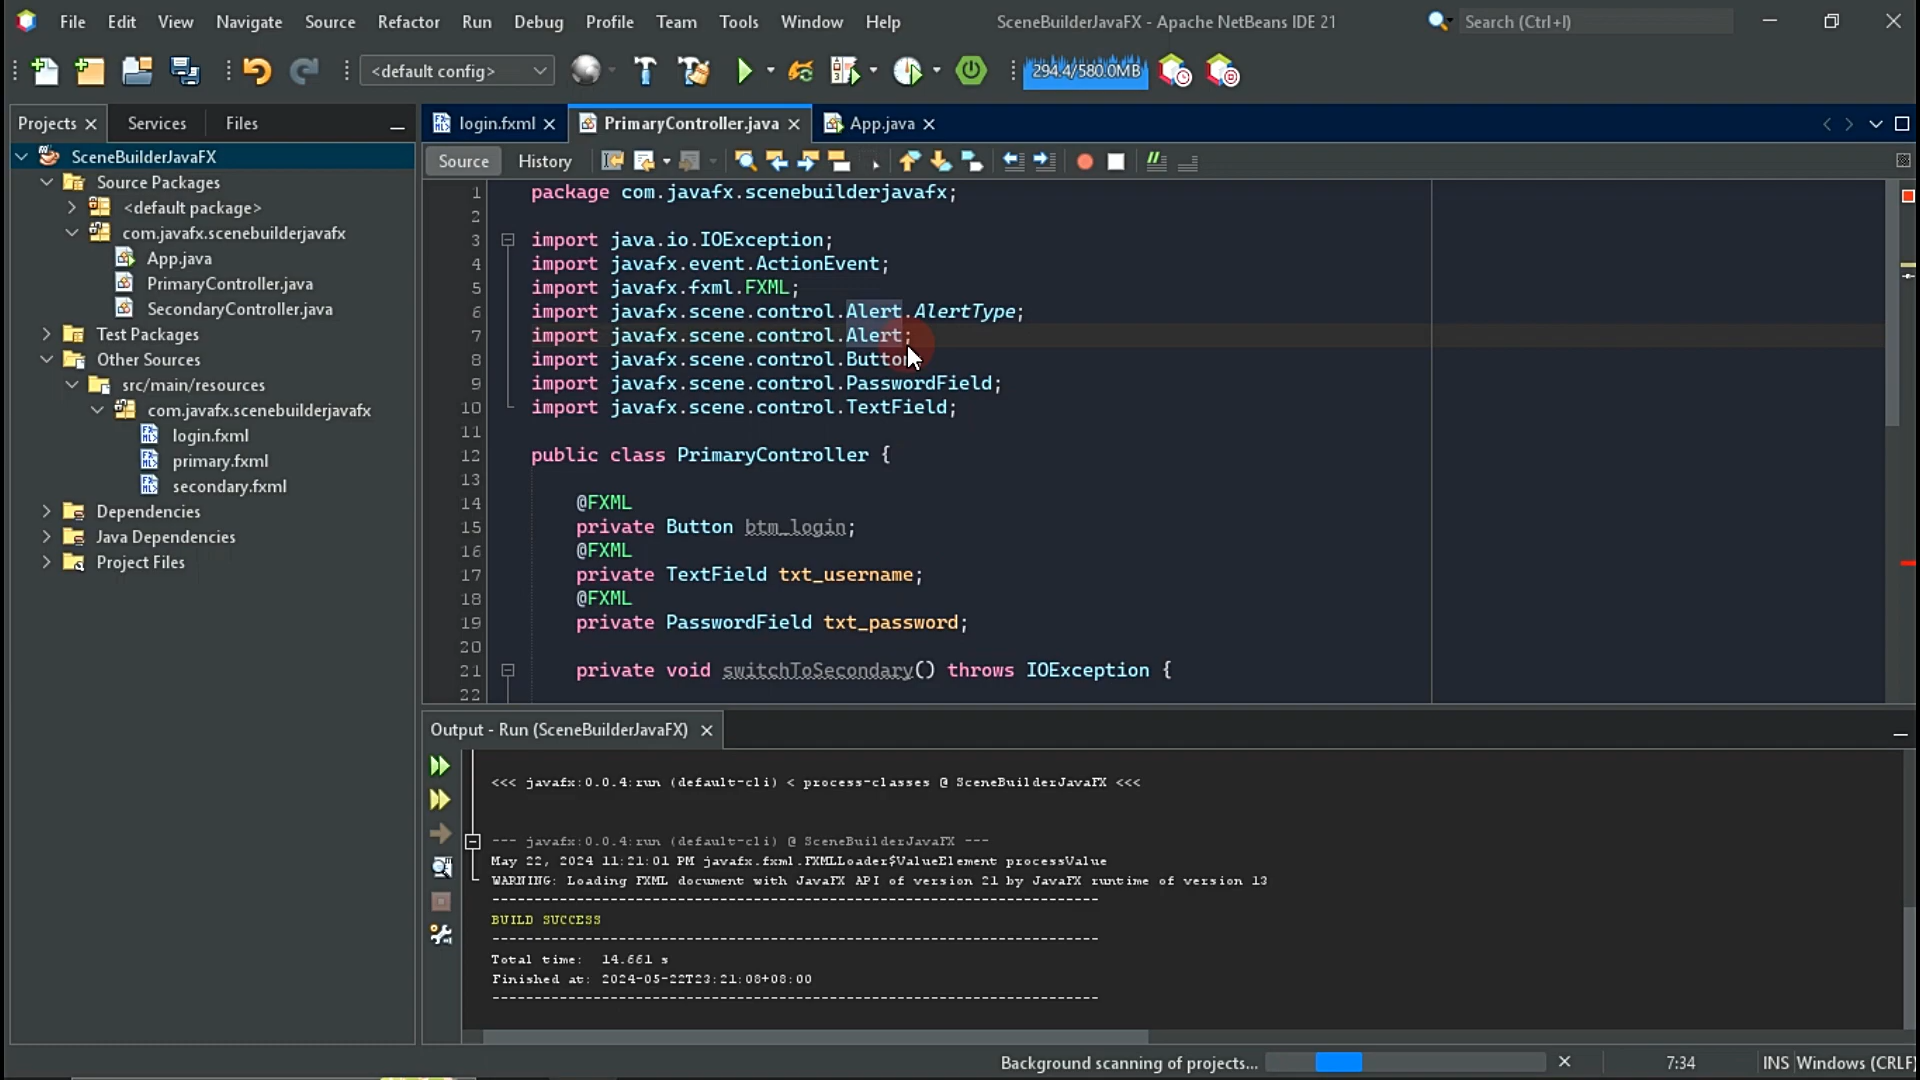 File Edit View Navigate Source Refactor Run Debug Profile Team Tools Window Help SceneBuilderJavaFX - Apache NetBeans IDE 21 Search (Ctrl+I)
<default config> 294.4/580.0MB
Projects Services Files
login.fxml PrimaryController.java App.java
Source History
SceneBuilderJavaFX
Source Packages
<default package>
com.javafx.scenebuilderjavafx
App.java
PrimaryController.java
SecondaryController.java
Test Packages
Other Sources
src/main/resources
com.javafx.scenebuilderjavafx
login.fxml
primary.fxml
secondary.fxml
Dependencies
Java Dependencies
Project Files
1 package com.javafx.scenebuilderjavafx;
2
3 import java.io.IOException;
4 import javafx.event.ActionEvent;
5 import javafx.fxml.FXML;
6 import javafx.scene.control.Alert.AlertType;
7 import javafx.scene.control.Alert;
8 import javafx.scene.control.Button
9 import javafx.scene.control.PasswordField;
10 import javafx.scene.control.TextField;
11
12 public class PrimaryController {
13
14 @FXML
15 private Button btm_login;
16 @FXML
17 private TextField txt_username;
18 @FXML
19 private PasswordField txt_password;
20
21 private void switchToSecondary() throws IOException {
22
Output - Run (SceneBuilderJavaFX)
<<< javafx:0.0.4:run (default-cli) < process-classes @ SceneBuilderJavaFX <<<
--- javafx:0.0.4:run (default-cli) @ SceneBuilderJavaFX ---
May 22, 2024 11:21:01 PM javafx.fxml.FXMLLoader$ValueElement processValue
WARNING: Loading FXML document with JavaFX API of version 21 by JavaFX runtime of version 13
------------------------------------------------------------------------
BUILD SUCCESS
------------------------------------------------------------------------
Total time: 14.661 s
Finished at: 2024-05-22T23:21:08+08:00
------------------------------------------------------------------------
Background scanning of projects... 7:34 INS Windows (CRLF)